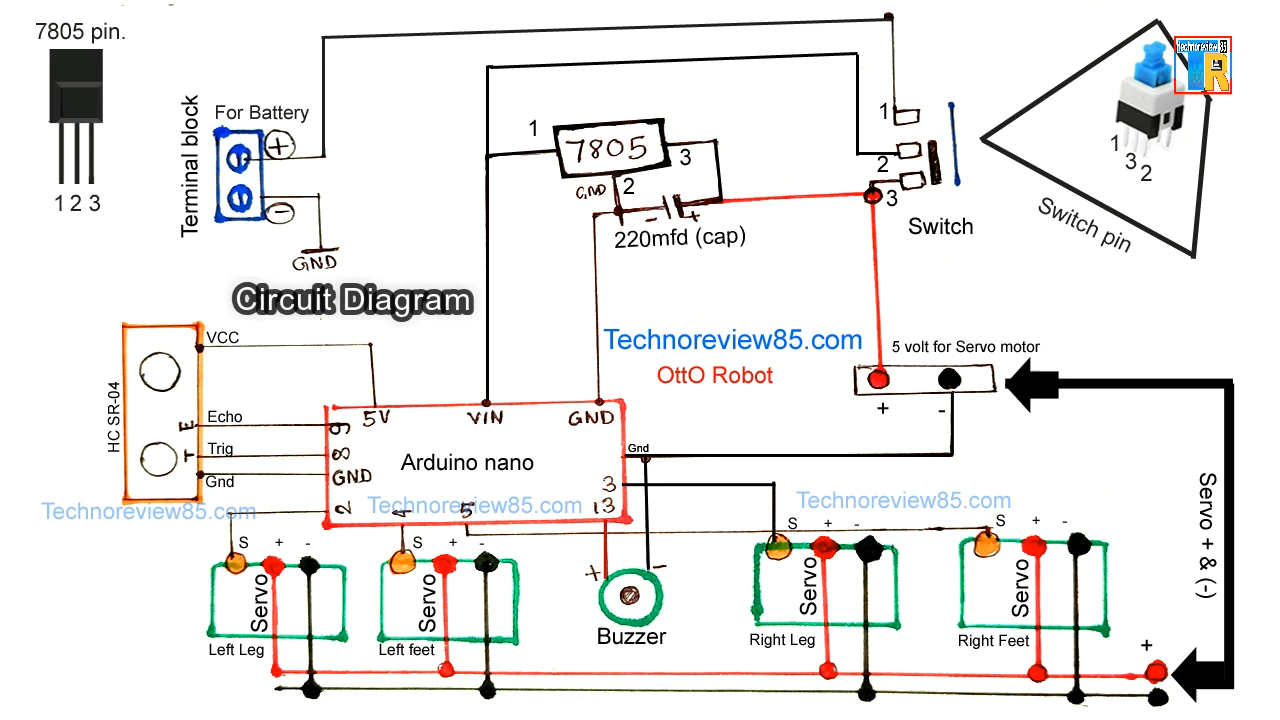 7805 pin.
1 2 3
Terminal block
For Battery
+
-
GND
Circuit Diagram
1
7805
3
GND
2
-
+
220mfd (cap)
1
2
3
Switch
Technoreview85
TR
1
3
2
Switch pin
Technoreview85.com
OttO Robot
5 volt for Servo motor
+
-
HC SR-04
VCC
E
Echo
T
Trig
Gnd
5V
VIN
GND
9
8
GND
2
4
5
Arduino nano
Gnd
3
13
Technoreview85.com
Technoreview85.com
Technoreview85.com
S + -
Servo
Left Leg
S + -
Servo
Left feet
+
-
Buzzer
S + -
Servo
Right Leg
S + -
Servo
Right Feet
Servo + & (-)
+